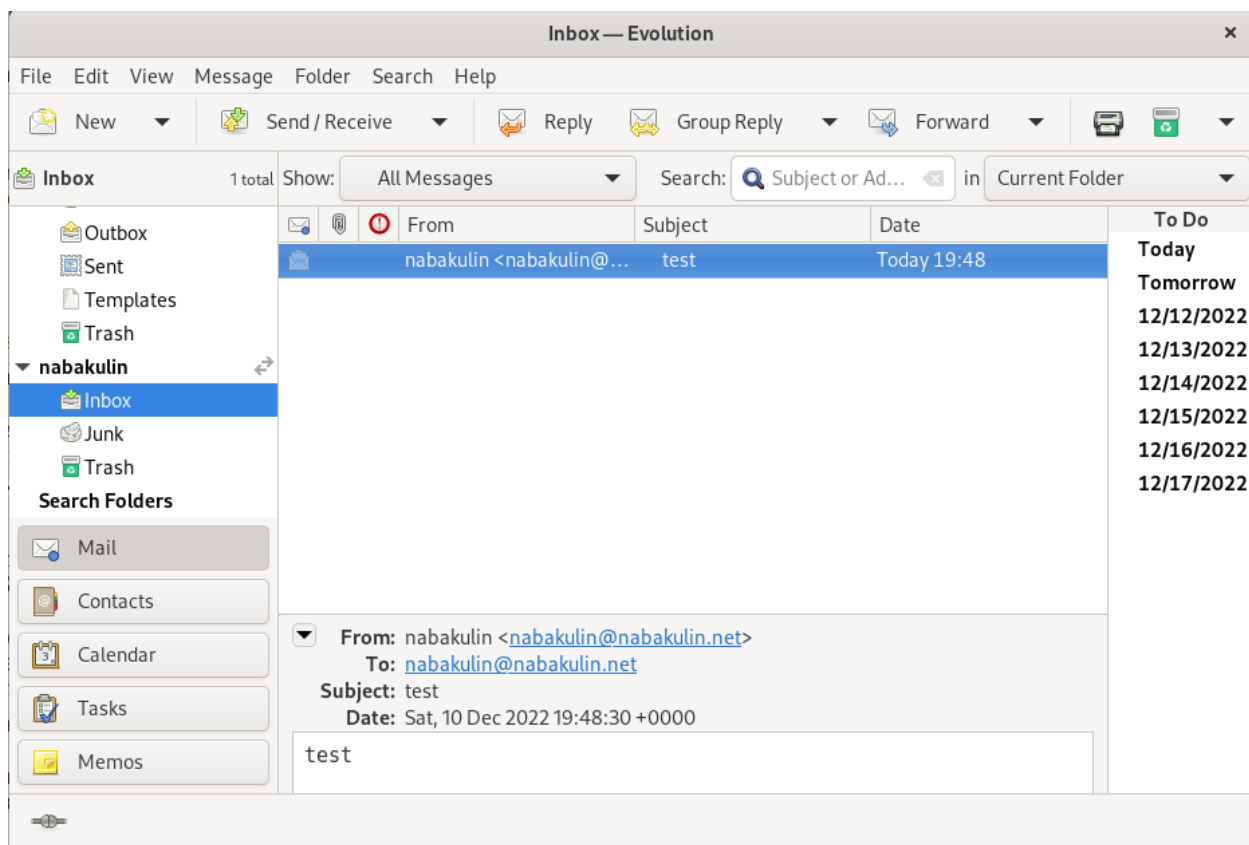 Inbox — Evolution
File Edit View Message Folder Search Help
New Send / Receive Reply Group Reply Forward
Inbox 1 total Show: All Messages Search: Subject or Ad... in Current Folder
Outbox
Sent
Templates
Trash
nabakulin
Inbox
Junk
Trash
Search Folders
Mail
Contacts
Calendar
Tasks
Memos
From Subject Date
nabakulin <nabakulin@... test Today 19:48
From: nabakulin <nabakulin@nabakulin.net>
To: nabakulin@nabakulin.net
Subject: test
Date: Sat, 10 Dec 2022 19:48:30 +0000
test
To Do
Today
Tomorrow
12/12/2022
12/13/2022
12/14/2022
12/15/2022
12/16/2022
12/17/2022